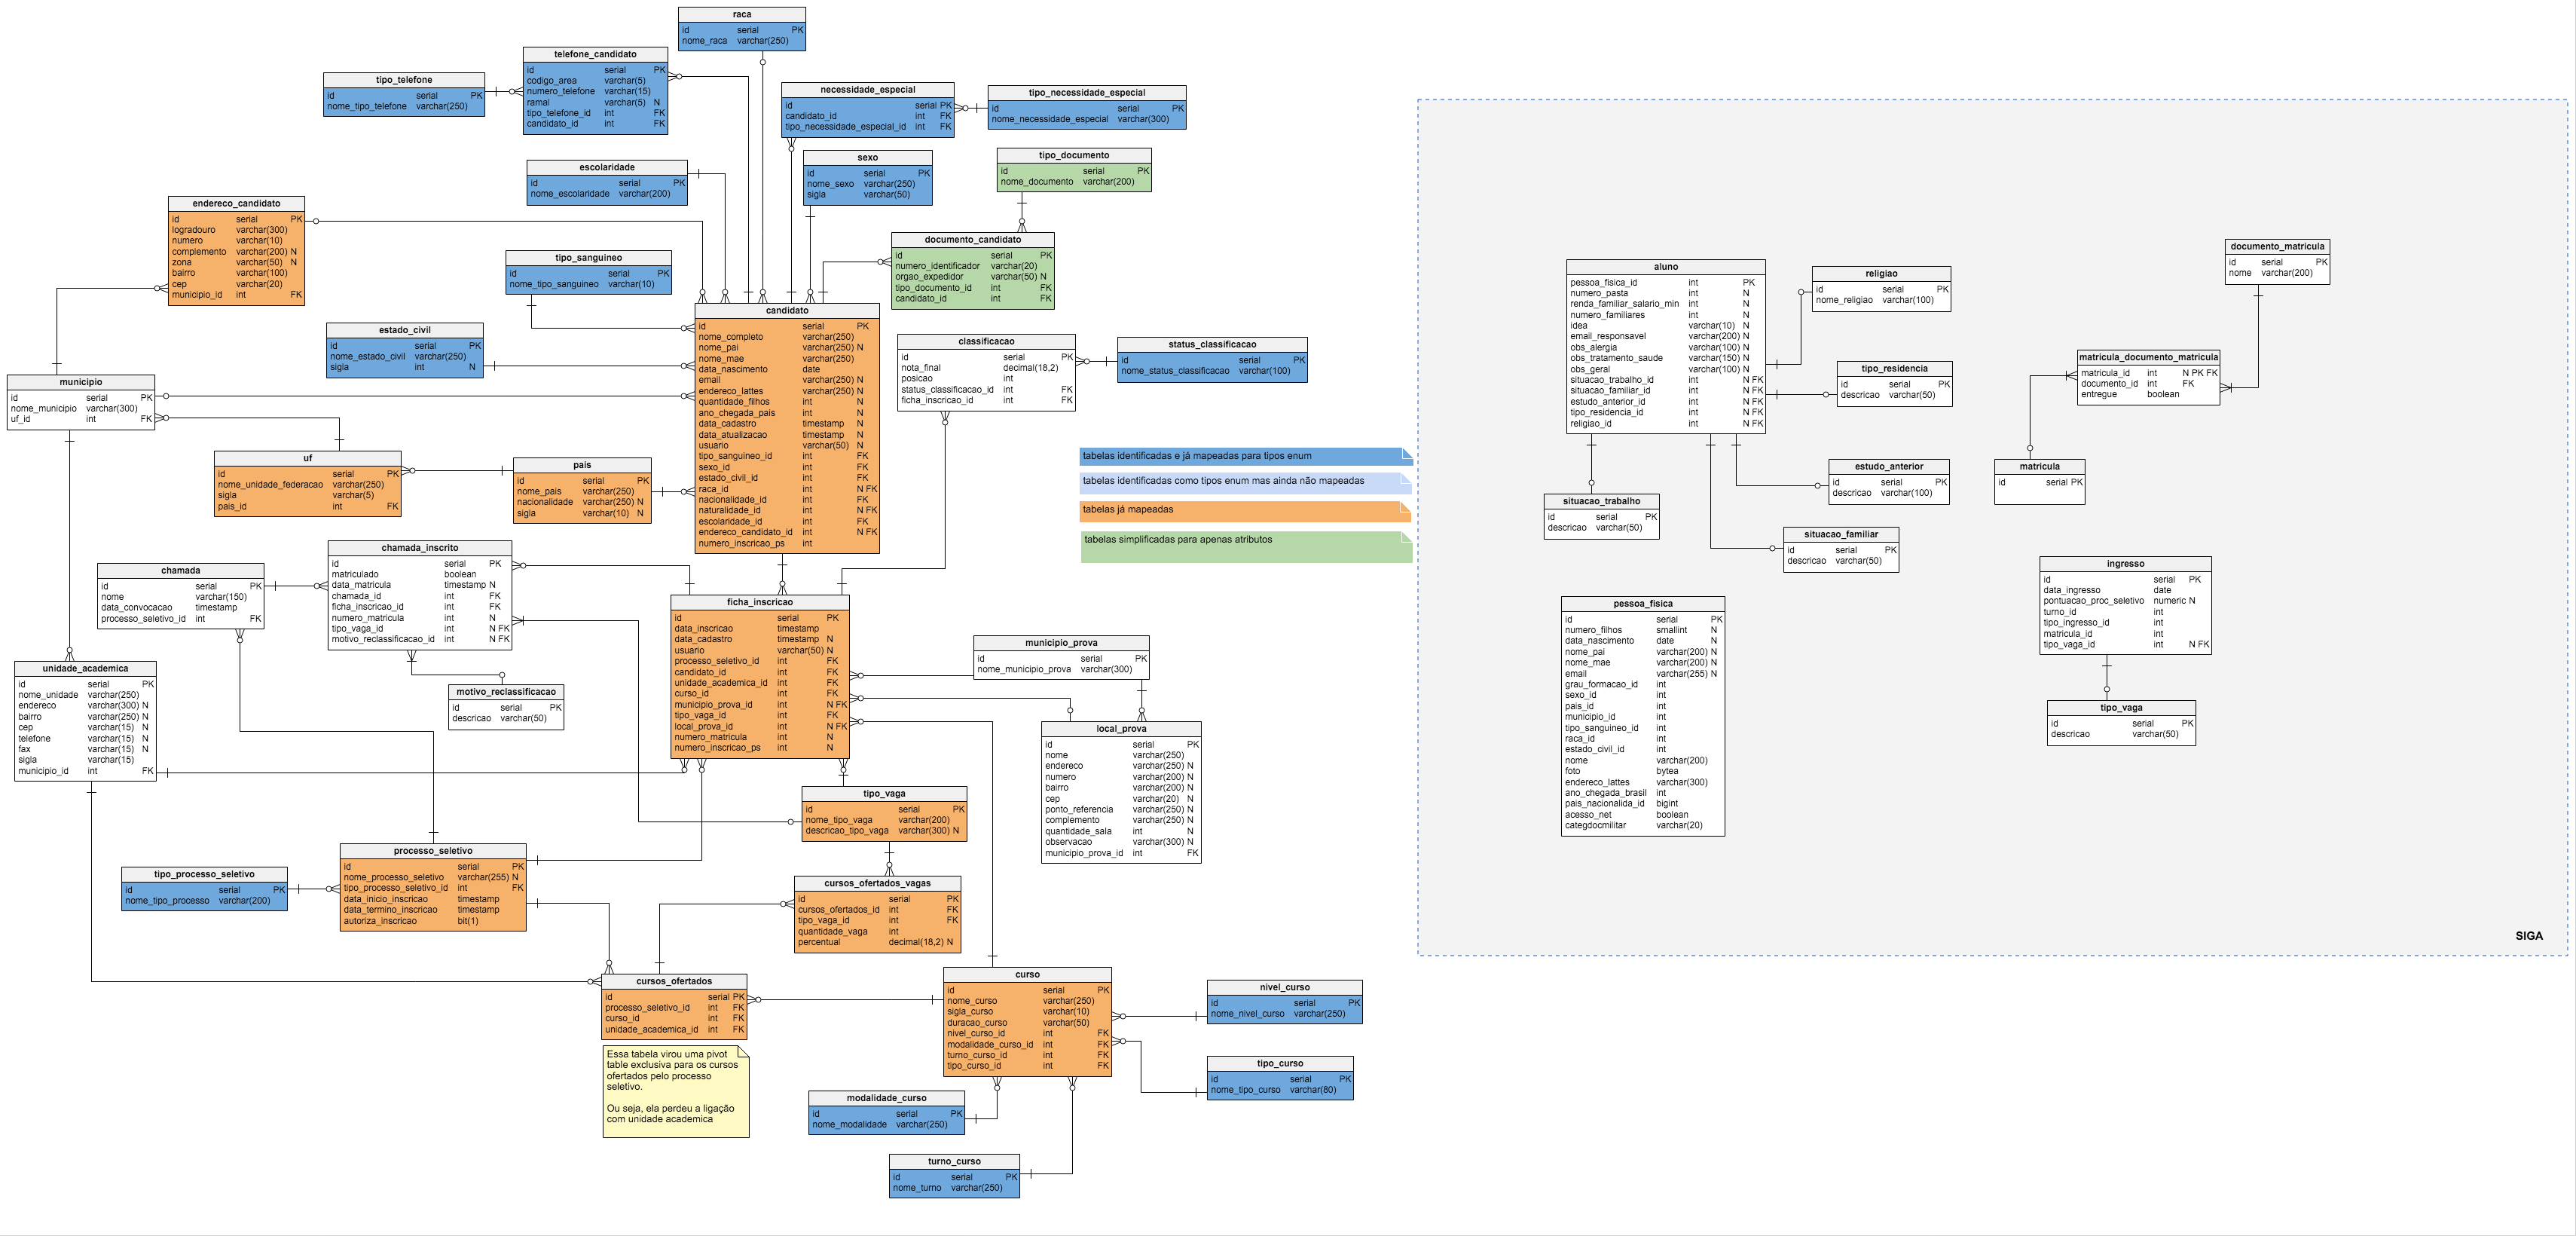 raca
id serial PK
nome_raca varchar(250)
telefone_candidato
id serial PK
codigo_area varchar(5)
numero_telefone varchar(15)
ramal varchar(5) N
tipo_telefone_id int FK
candidato_id int FK
tipo_telefone
id serial PK
nome_tipo_telefone varchar(250)
necessidade_especial
id serial PK
candidato_id int FK
tipo_necessidade_especial_id int FK
tipo_necessidade_especial
id serial PK
nome_necessidade_especial varchar(300)
escolaridade
id serial PK
nome_escolaridade varchar(200)
sexo
id serial PK
nome_sexo varchar(250)
sigla varchar(50)
tipo_documento
id serial PK
nome_documento varchar(200)
endereco_candidato
id serial PK
logradouro varchar(300)
numero varchar(10)
complemento varchar(200) N
zona varchar(50) N
bairro varchar(100)
cep varchar(20)
municipio_id int FK
documento_candidato
id serial PK
numero_identificador varchar(20)
orgao_expedidor varchar(50) N
tipo_documento_id int FK
candidato_id int FK
tipo_sanguineo
id serial PK
nome_tipo_sanguineo varchar(10)
estado_civil
id serial PK
nome_estado_civil varchar(250)
sigla int N
candidato
id serial PK
nome_completo varchar(250)
nome_pai varchar(250) N
nome_mae varchar(250)
data_nascimento date
email varchar(250) N
endereco_lattes varchar(250) N
quantidade_filhos int N
ano_chegada_pais int N
data_cadastro timestamp N
data_atualizacao timestamp N
usuario varchar(50) N
tipo_sanguineo_id int FK
sexo_id int FK
estado_civil_id int FK
raca_id int N FK
nacionalidade_id int FK
naturalidade_id int N FK
escolaridade_id int FK
endereco_candidato_id int N FK
numero_inscricao_ps int
classificacao
id serial PK
nota_final decimal(18,2)
posicao int
status_classificacao_id int FK
ficha_inscricao_id int FK
status_classificacao
id serial PK
nome_status_classificacao varchar(100)
municipio
id serial PK
nome_municipio varchar(300)
uf_id int FK
uf
id serial PK
nome_unidade_federacao varchar(250)
sigla varchar(5)
pais_id int FK
pais
id serial PK
nome_pais varchar(250)
nacionalidade varchar(250) N
sigla varchar(10) N
tabelas identificadas e já mapeadas para tipos enum
tabelas identificadas como tipos enum mas ainda não mapeadas
tabelas já mapeadas
tabelas simplificadas para apenas atributos
chamada_inscrito
id serial PK
matriculado boolean
data_matricula timestamp N
chamada_id int FK
ficha_inscricao_id int FK
numero_matricula int N
tipo_vaga_id int N FK
motivo_reclassificacao_id int N FK
chamada
id serial PK
nome varchar(150)
data_convocacao timestamp
processo_seletivo_id int FK
ficha_inscricao
id serial PK
data_inscricao timestamp
data_cadastro timestamp N
usuario varchar(50) N
processo_seletivo_id int FK
candidato_id int FK
unidade_academica_id int FK
curso_id int FK
municipio_prova_id int N FK
tipo_vaga_id int FK
local_prova_id int N FK
numero_matricula int N
numero_inscricao_ps int N
municipio_prova
id serial PK
nome_municipio_prova varchar(300)
unidade_academica
id serial PK
nome_unidade varchar(250)
endereco varchar(300) N
bairro varchar(250) N
cep varchar(15) N
telefone varchar(15) N
fax varchar(15) N
sigla varchar(15)
municipio_id int FK
motivo_reclassificacao
id serial PK
descricao varchar(50)
local_prova
id serial PK
nome varchar(250)
endereco varchar(250) N
numero varchar(200) N
bairro varchar(200) N
cep varchar(20) N
ponto_referencia varchar(250) N
complemento varchar(250) N
quantidade_sala int N
observacao varchar(300) N
municipio_prova_id int FK
tipo_vaga
id serial PK
nome_tipo_vaga varchar(200)
descricao_tipo_vaga varchar(300) N
processo_seletivo
id serial PK
nome_processo_seletivo varchar(255) N
tipo_processo_seletivo_id int FK
data_inicio_inscricao timestamp
data_termino_inscricao timestamp
autoriza_inscricao bit(1)
tipo_processo_seletivo
id serial PK
nome_tipo_processo varchar(200)
cursos_ofertados_vagas
id serial PK
cursos_ofertados_id int FK
tipo_vaga_id int FK
quantidade_vaga int
percentual decimal(18,2) N
cursos_ofertados
id serial PK
processo_seletivo_id int FK
curso_id int FK
unidade_academica_id int FK
Essa tabela virou uma pivot
table exclusiva para os cursos
ofertados pelo processo
seletivo.
Ou seja, ela perdeu a ligação
com unidade academica
curso
id serial PK
nome_curso varchar(250)
sigla_curso varchar(10)
duracao_curso varchar(50)
nivel_curso_id int FK
modalidade_curso_id int FK
turno_curso_id int FK
tipo_curso_id int FK
nivel_curso
id serial PK
nome_nivel_curso varchar(250)
tipo_curso
id serial PK
nome_tipo_curso varchar(80)
modalidade_curso
id serial PK
nome_modalidade varchar(250)
turno_curso
id serial PK
nome_turno varchar(250)
aluno
pessoa_fisica_id int PK
numero_pasta int N
renda_familiar_salario_min int N
numero_familiares int N
idea varchar(10) N
email_responsavel varchar(200) N
obs_alergia varchar(100) N
obs_tratamento_saude varchar(150) N
obs_geral varchar(100) N
situacao_trabalho_id int N FK
situacao_familiar_id int N FK
estudo_anterior_id int N FK
tipo_residencia_id int N FK
religiao_id int N FK
religiao
id serial PK
nome_religiao varchar(100)
tipo_residencia
id serial PK
descricao varchar(50)
estudo_anterior
id serial PK
descricao varchar(100)
situacao_trabalho
id serial PK
descricao varchar(50)
situacao_familiar
id serial PK
descricao varchar(50)
documento_matricula
id serial PK
nome varchar(200)
matricula_documento_matricula
matricula_id int N PK FK
documento_id int FK
entregue boolean
matricula
id serial PK
pessoa_fisica
id serial PK
numero_filhos smallint N
data_nascimento date N
nome_pai varchar(200) N
nome_mae varchar(200) N
email varchar(255) N
grau_formacao_id int
sexo_id int
pais_id int
municipio_id int
tipo_sanguineo_id int
raca_id int
estado_civil_id int
nome varchar(200)
foto bytea
endereco_lattes varchar(300)
ano_chegada_brasil int
pais_nacionalida_id bigint
acesso_net boolean
categdocmilitar varchar(20)
ingresso
id serial PK
data_ingresso date
pontuacao_proc_seletivo numeric N
turno_id int
tipo_ingresso_id int
matricula_id int
tipo_vaga_id int N FK
tipo_vaga
id serial PK
descricao varchar(50)
SIGA